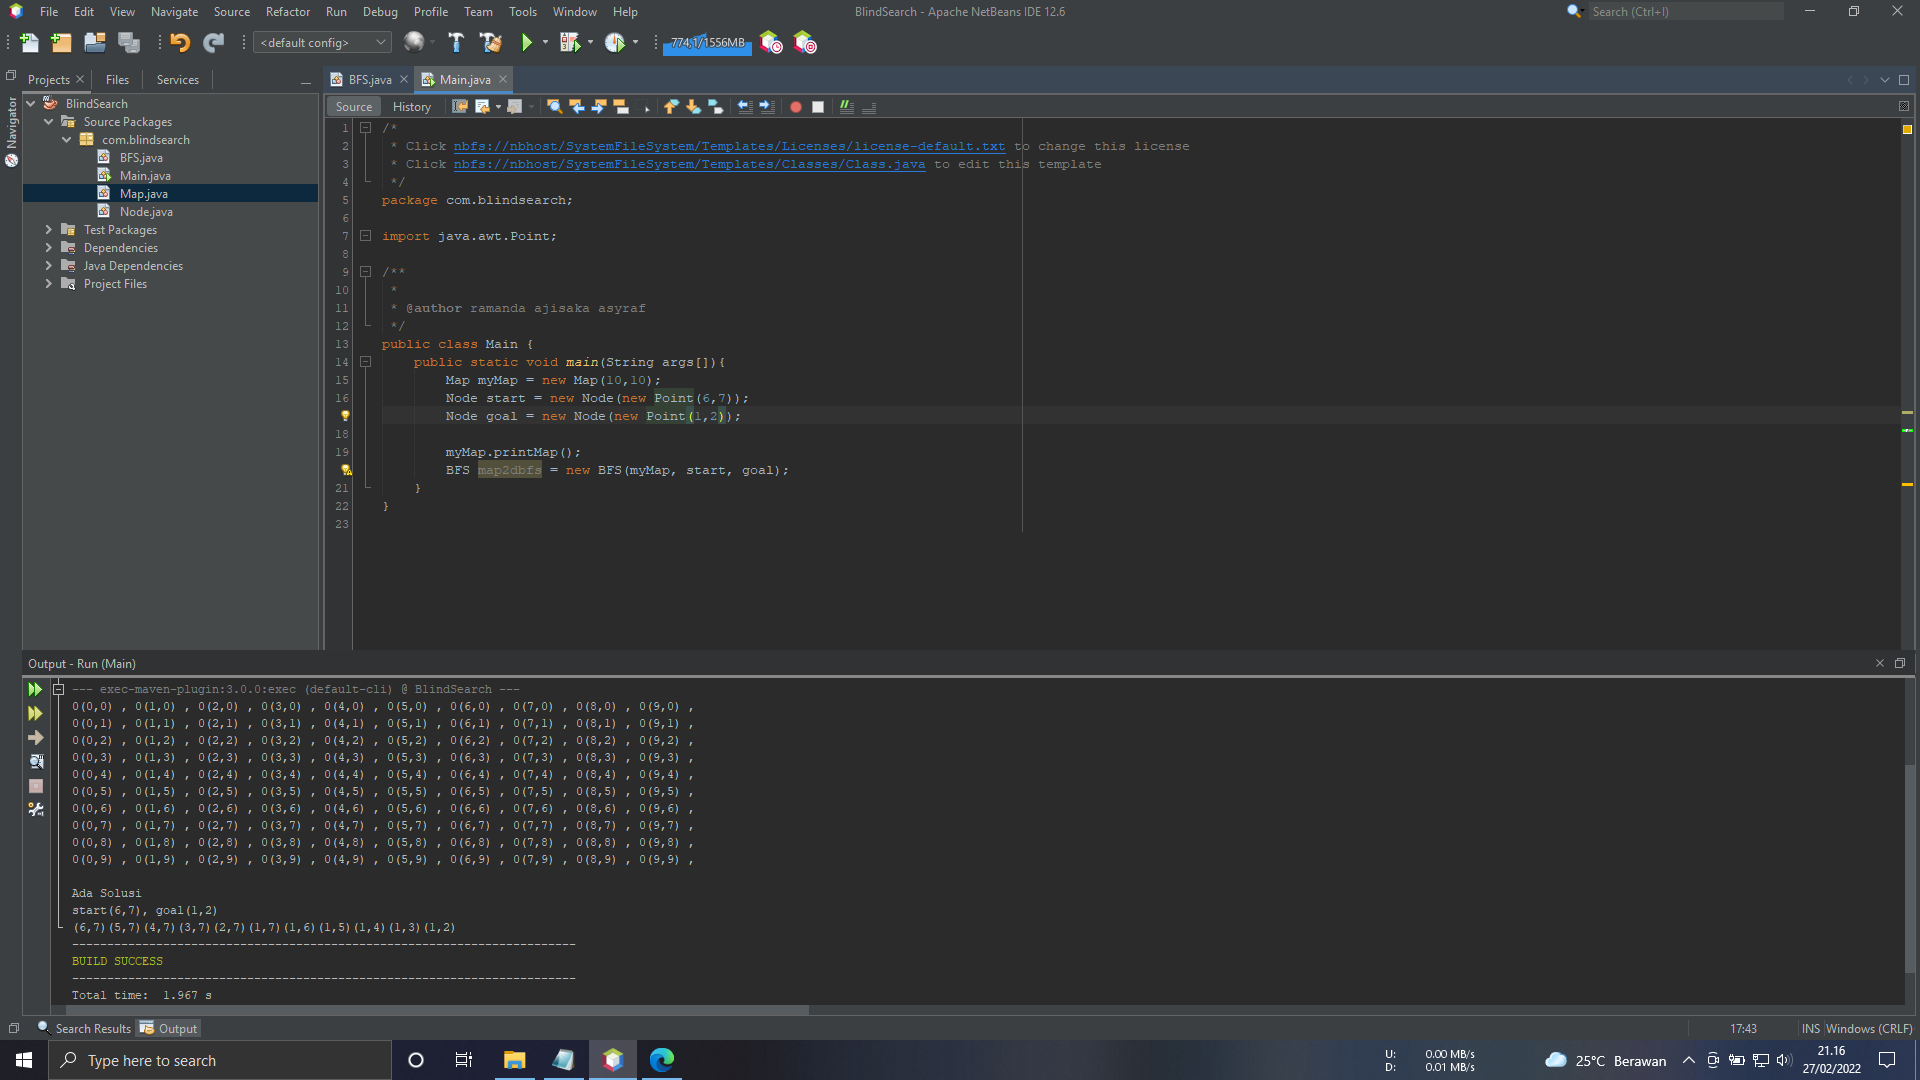 File Edit View Navigate Source Refactor Run Debug Profile Team Tools Window Help
BlindSearch - Apache NetBeans IDE 12.6
Search (Ctrl+I)
<default config>
774,1/1556MB
Projects
Files
Services
BFS.java
Main.java
Navigator
BlindSearch
Source Packages
com.blindsearch
BFS.java
Main.java
Map.java
Node.java
Test Packages
Dependencies
Java Dependencies
Project Files
Source
History
1 /*
2 * Click nbfs://nbhost/SystemFileSystem/Templates/Licenses/license-default.txt to change this license
3 * Click nbfs://nbhost/SystemFileSystem/Templates/Classes/Class.java to edit this template
4 */
5 package com.blindsearch;
6
7 import java.awt.Point;
8
9 /**
10 *
11 * @author ramanda ajisaka asyraf
12 */
13 public class Main {
14 public static void main(String args[]){
15 Map myMap = new Map(10,10);
16 Node start = new Node(new Point(6,7));
Node goal = new Node(new Point(1,2));
18
19 myMap.printMap();
BFS map2dbfs = new BFS(myMap, start, goal);
21 }
22 }
23
Output - Run (Main)
--- exec-maven-plugin:3.0.0:exec (default-cli) @ BlindSearch ---
0(0,0) , 0(1,0) , 0(2,0) , 0(3,0) , 0(4,0) , 0(5,0) , 0(6,0) , 0(7,0) , 0(8,0) , 0(9,0) ,
0(0,1) , 0(1,1) , 0(2,1) , 0(3,1) , 0(4,1) , 0(5,1) , 0(6,1) , 0(7,1) , 0(8,1) , 0(9,1) ,
0(0,2) , 0(1,2) , 0(2,2) , 0(3,2) , 0(4,2) , 0(5,2) , 0(6,2) , 0(7,2) , 0(8,2) , 0(9,2) ,
0(0,3) , 0(1,3) , 0(2,3) , 0(3,3) , 0(4,3) , 0(5,3) , 0(6,3) , 0(7,3) , 0(8,3) , 0(9,3) ,
0(0,4) , 0(1,4) , 0(2,4) , 0(3,4) , 0(4,4) , 0(5,4) , 0(6,4) , 0(7,4) , 0(8,4) , 0(9,4) ,
0(0,5) , 0(1,5) , 0(2,5) , 0(3,5) , 0(4,5) , 0(5,5) , 0(6,5) , 0(7,5) , 0(8,5) , 0(9,5) ,
0(0,6) , 0(1,6) , 0(2,6) , 0(3,6) , 0(4,6) , 0(5,6) , 0(6,6) , 0(7,6) , 0(8,6) , 0(9,6) ,
0(0,7) , 0(1,7) , 0(2,7) , 0(3,7) , 0(4,7) , 0(5,7) , 0(6,7) , 0(7,7) , 0(8,7) , 0(9,7) ,
0(0,8) , 0(1,8) , 0(2,8) , 0(3,8) , 0(4,8) , 0(5,8) , 0(6,8) , 0(7,8) , 0(8,8) , 0(9,8) ,
0(0,9) , 0(1,9) , 0(2,9) , 0(3,9) , 0(4,9) , 0(5,9) , 0(6,9) , 0(7,9) , 0(8,9) , 0(9,9) ,
Ada Solusi
start(6,7), goal(1,2)
(6,7)(5,7)(4,7)(3,7)(2,7)(1,7)(1,6)(1,5)(1,4)(1,3)(1,2)
------------------------------------------------------------------------
BUILD SUCCESS
------------------------------------------------------------------------
Total time: 1.967 s
Search Results
Output
17:43
INS
Windows (CRLF)
Type here to search
U: 0.00 MB/s
D: 0.01 MB/s
25°C Berawan
21.16
27/02/2022